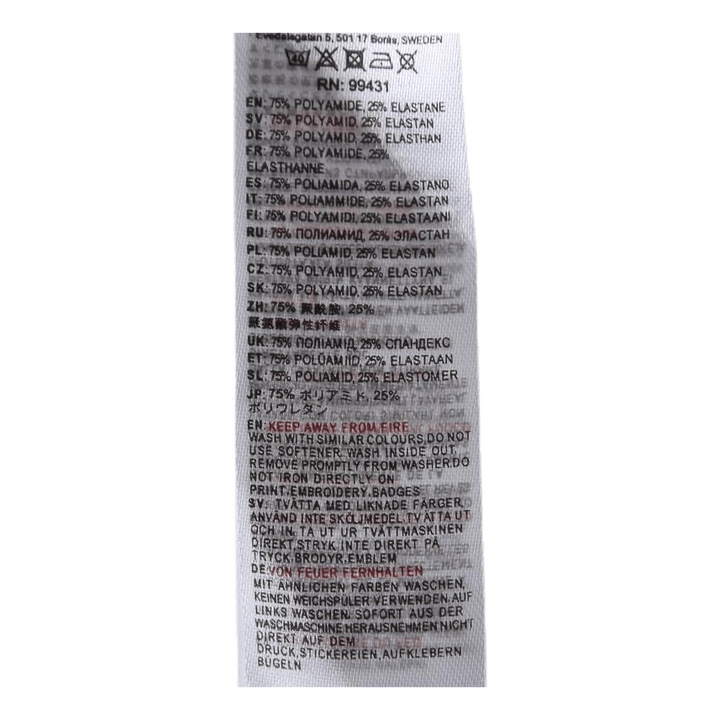 Evedalsgatan 5, 501 17 Borås, SWEDEN
40
RN: 99431
EN: 75% POLYAMIDE, 25% ELASTANE
SV: 75% POLYAMID, 25% ELASTAN
DE: 75% POLYAMID, 25% ELASTHAN
FR: 75% POLYAMIDE, 25%
ELASTHANNE
ES: 75% POLIAMIDA, 25% ELASTANO
IT: 75% POLIAMMIDE, 25% ELASTAN
FI: 75% POLYAMIDI, 25% ELASTAANI
RU: 75% ПОЛИАМИД, 25% ЭЛАСТАН
PL: 75% POLIAMID, 25% ELASTAN
CZ: 75% POLYAMID, 25% ELASTAN
SK: 75% POLYAMID, 25% ELASTAN
ZH: 75% 聚酰胺, 25%
聚氨酯弹性纤维
UK: 75% ПОЛІАМІД, 25% СПАНДЕКС
ET: 75% POLÜAMIID, 25% ELASTAAN
SL: 75% POLIAMID, 25% ELASTOMER
JP: 75% ポリアミド, 25%
ポリウレタン
EN: KEEP AWAY FROM FIRE
WASH WITH SIMILAR COLOURS,DO NOT
USE SOFTENER, WASH INSIDE OUT,
REMOVE PROMPTLY FROM WASHER,DO
NOT IRON DIRECTLY ON
PRINT,EMBROIDERY,BADGES
SV: TVÄTTA MED LIKNADE FÄRGER,
ANVÄND INTE SKÖLJMEDEL,TVÄTTA UT
OCH IN, TA UT UR TVÄTTMASKINEN
DIREKT,STRYK INTE DIREKT PÅ
TRYCK,BRODYR,EMBLEM
DE:VON FEUER FERNHALTEN
MIT ÄHNLICHEN FARBEN WASCHEN,
KEINEN WEICHSPÜLER VERWENDEN,AUF
LINKS WASCHEN, SOFORT AUS DER
WASCHMASCHINE HERAUSNEHMEN NICHT
DIREKT AUF DEM
DRUCK,STICKEREIEN,AUFKLEBERN
BÜGELN